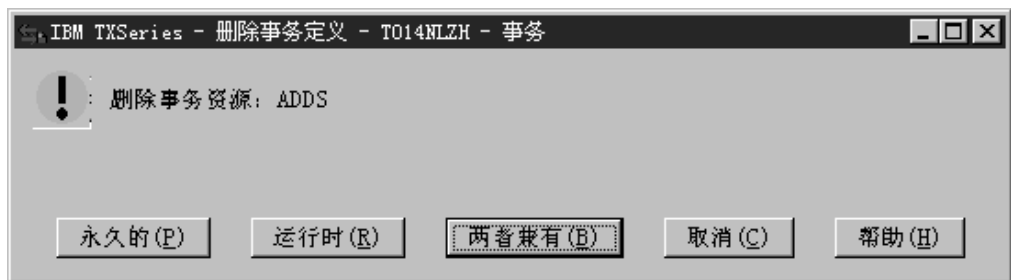 IBM TXSeries - 删除事务定义 - TO14NLZH - 事务
删除事务资源: ADDS
永久的(P) 运行时(R) 两者兼有(B) 取消(C) 帮助(H)